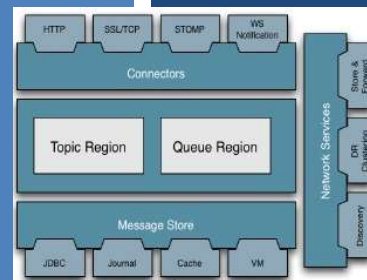 HTTP
SSL/TCP
STOMP
WS
Notification
Connectors
Topic Region
Queue Region
Message Store
JDBC
Journal
Cache
VM
Network Services
Store &
Forward
DR
Clustering
Discovery